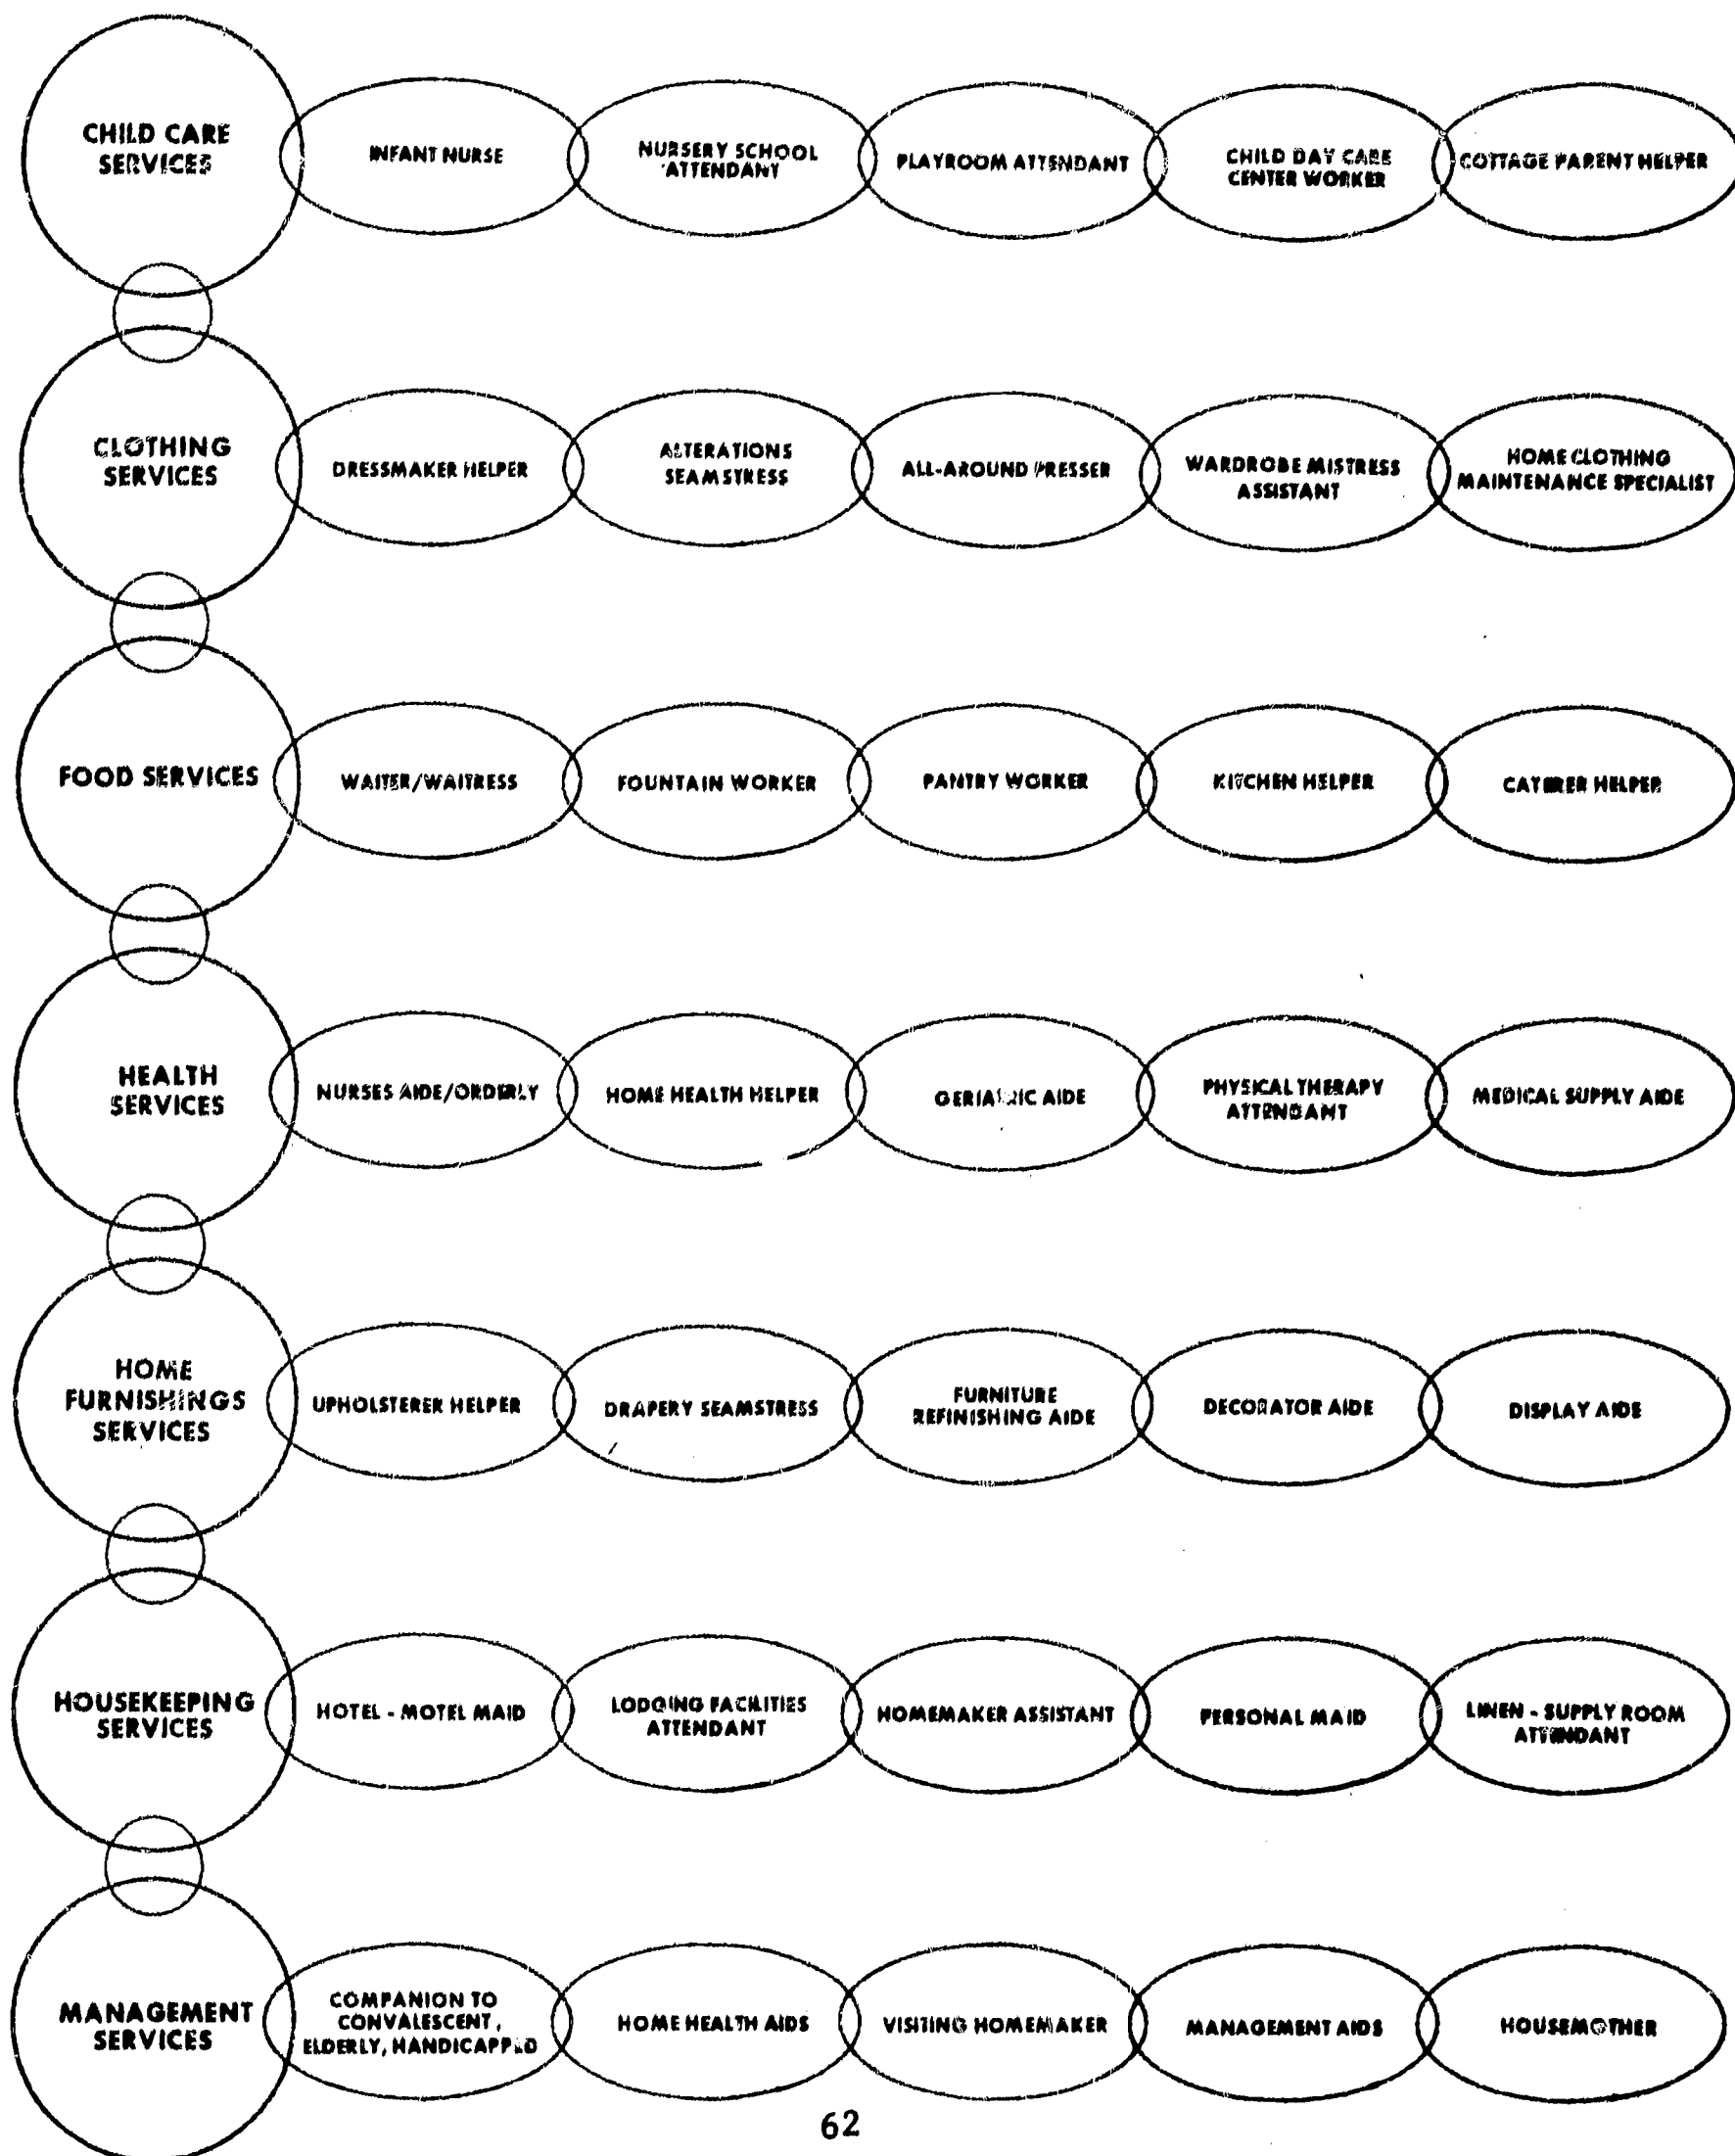 CHILD CARE
SERVICES
INFANT NURSE
NURSERY SCHOOL
ATTENDANT
PLAYROOM ATTENDANT
CHILD DAY CARE
CENTER WORKER
COTTAGE PARENT HELPER
CLOTHING
SERVICES
DRESSMAKER HELPER
ALTERATIONS
SEAMSTRESS
ALL-AROUND PRESSER
WARDROBE MISTRESS
ASSISTANT
HOME CLOTHING
MAINTENANCE SPECIALIST
FOOD SERVICES
WAITER/WAITRESS
FOUNTAIN WORKER
PANTRY WORKER
KITCHEN HELPER
CATERER HELPER
HEALTH
SERVICES
NURSES AIDE/ORDERLY
HOME HEALTH HELPER
GERIATRIC AIDE
PHYSICAL THERAPY
ATTENDANT
MEDICAL SUPPLY AIDE
HOME
FURNISHINGS
SERVICES
UPHOLSTERER HELPER
DRAPERY SEAMSTRESS
FURNITURE
REFINISHING AIDE
DECORATOR AIDE
DISPLAY AIDE
HOUSEKEEPING
SERVICES
HOTEL - MOTEL MAID
LODGING FACILITIES
ATTENDANT
HOMEMAKER ASSISTANT
PERSONAL MAID
LINEN - SUPPLY ROOM
ATTENDANT
MANAGEMENT
SERVICES
COMPANION TO
CONVALESCENT,
ELDERLY, HANDICAPPED
HOME HEALTH AIDS
VISITING HOMEMAKER
MANAGEMENT AIDS
HOUSEMOTHER
62